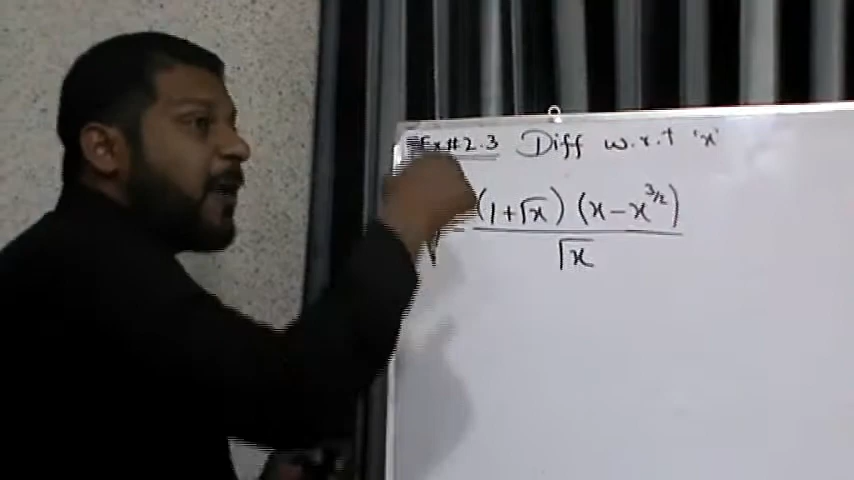 Ex#2.3 Diff w.r.t 'x'
(1+√x) (x-x^3/2)
√x